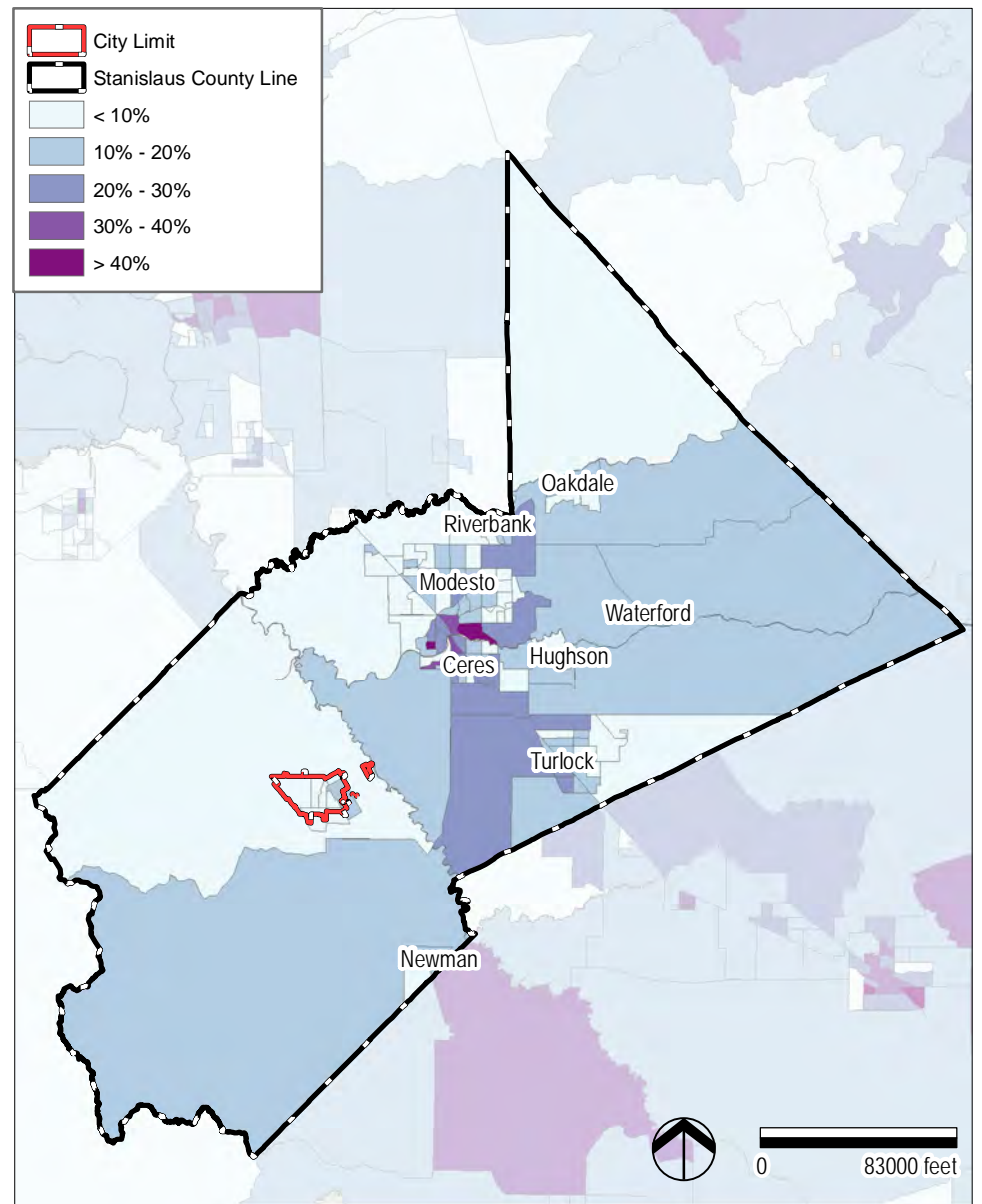 City Limit
Stanislaus County Line
< 10%
10% - 20%
20% - 30%
30% - 40%
> 40%
Oakdale
Riverbank
Modesto
Waterford
Hughson
Ceres
Turlock
Newman
0 83000 feet